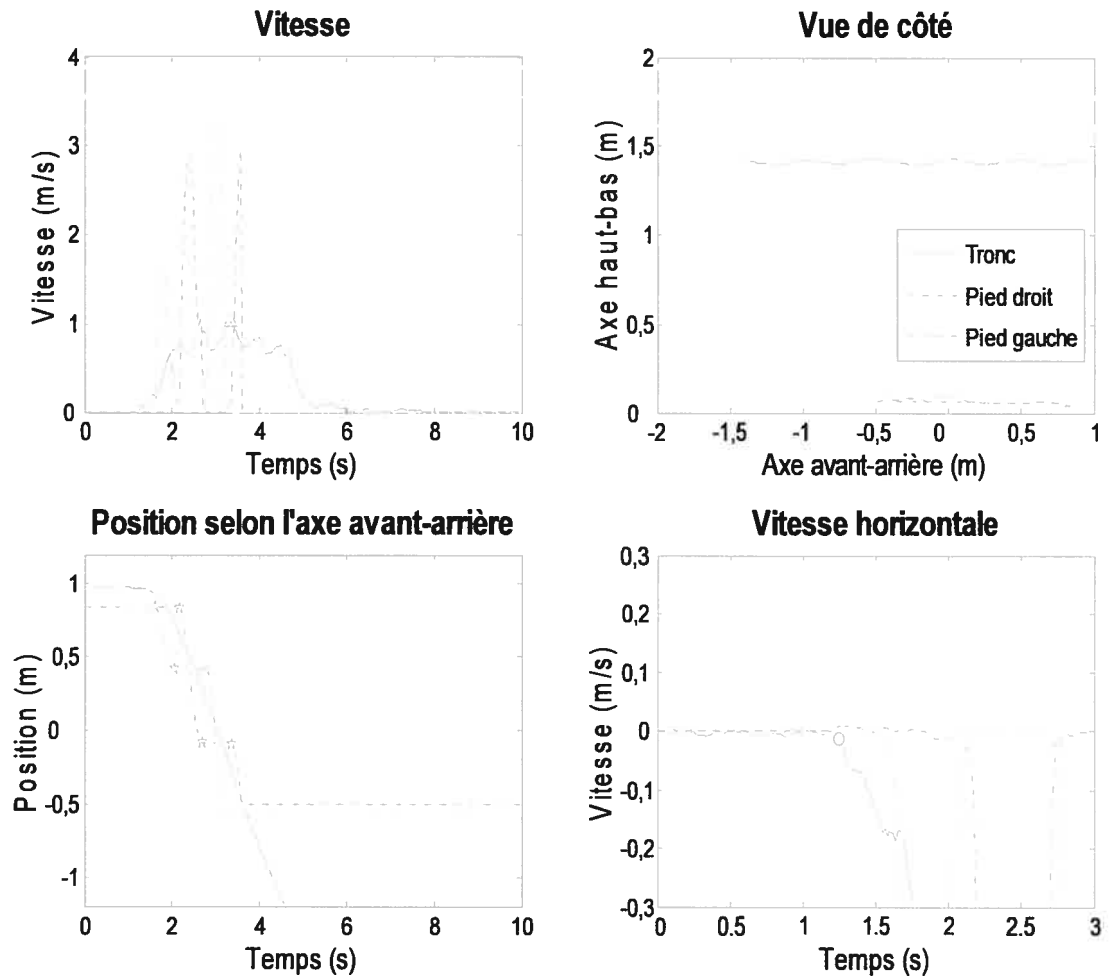 Vitesse
Vitesse (m/s)
4
3
2
1
0
0 2 4 6 8 10
Temps (s)
Vue de côté
Axe haut-bas (m)
2
1,5
1
0,5
0
-2 -1,5 -1 -0,5 0 0,5 1
Axe avant-arrière (m)
Tronc
Pied droit
Pied gauche
Position selon l'axe avant-arrière
Position (m)
1
0,5
0
-0,5
-1
0 2 4 6 8 10
Temps (s)
Vitesse horizontale
Vitesse (m/s)
0,3
0,2
0,1
0
-0,1
-0,2
-0,3
0 0.5 1 1.5 2 2.5 3
Temps (s)